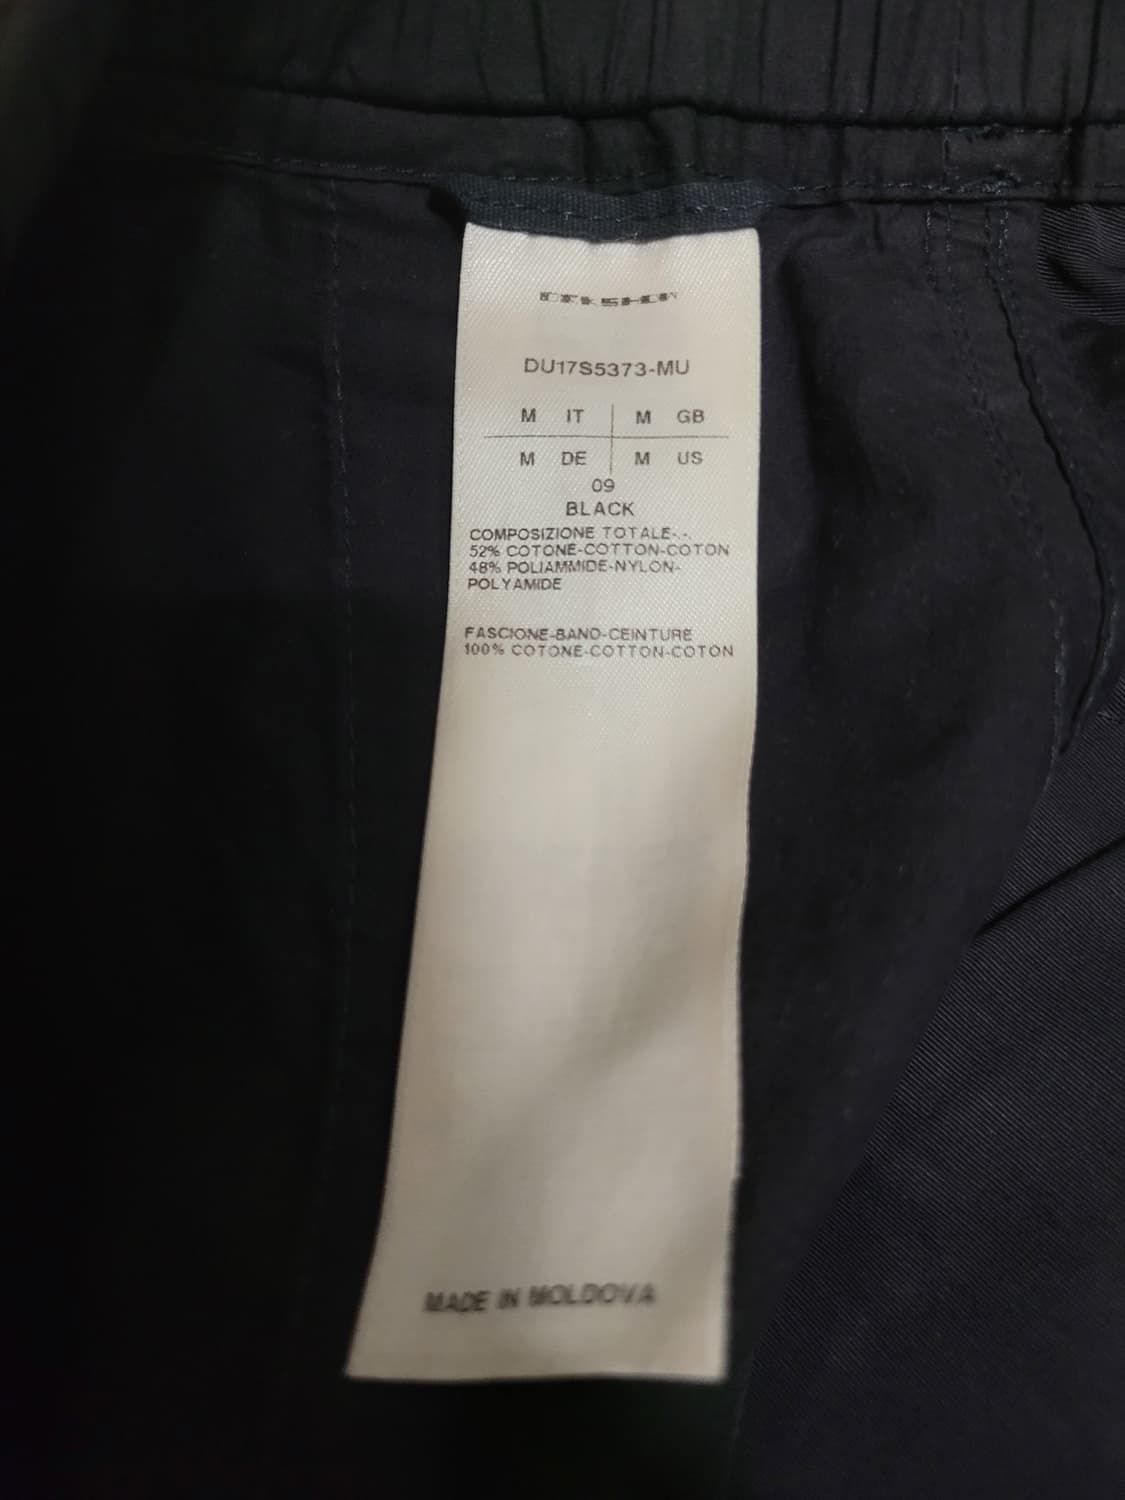 DRKSHDW
DU17S5373-MU
M IT M GB
M DE M US
09
BLACK
COMPOSIZIONE TOTALE-.-.
52% COTONE-COTTON-COTON
48% POLIAMMIDE-NYLON-
POLYAMIDE
FASCIONE-BAND-CEINTURE
100% COTONE-COTTON-COTON
MADE IN MOLDOVA